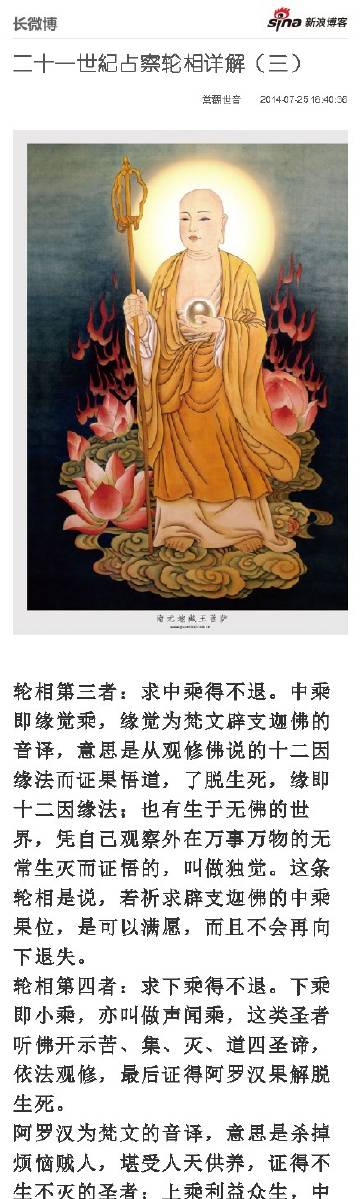 长微博
sina 新浪博客
二十一世紀占察轮相详解（三）
2014-07-25 16:40:36
南无地藏王菩萨
轮相第三者：求中乘得不退。中乘
即缘觉乘，缘觉为梵文辟支迦佛的
音译，意思是从观修佛说的十二因
缘法而证果悟道，了脱生死，缘即
十二因缘法；也有生于无佛的世
界，凭自己观察外在万事万物的无
常生灭而证悟的，叫做独觉。这条
轮相是说，若祈求辟支迦佛的中乘
果位，是可以满愿，而且不会再向
下退失。
轮相第四者：求下乘得不退。下乘
即小乘，亦叫做声闻乘，这类圣者
听佛开示苦、集、灭、道四圣谛，
依法观修，最后证得阿罗汉果解脱
生死。
阿罗汉为梵文的音译，意思是杀掉
烦恼贼人，堪受人天供养，证得不
生不灭的圣者；上乘利益众生，中